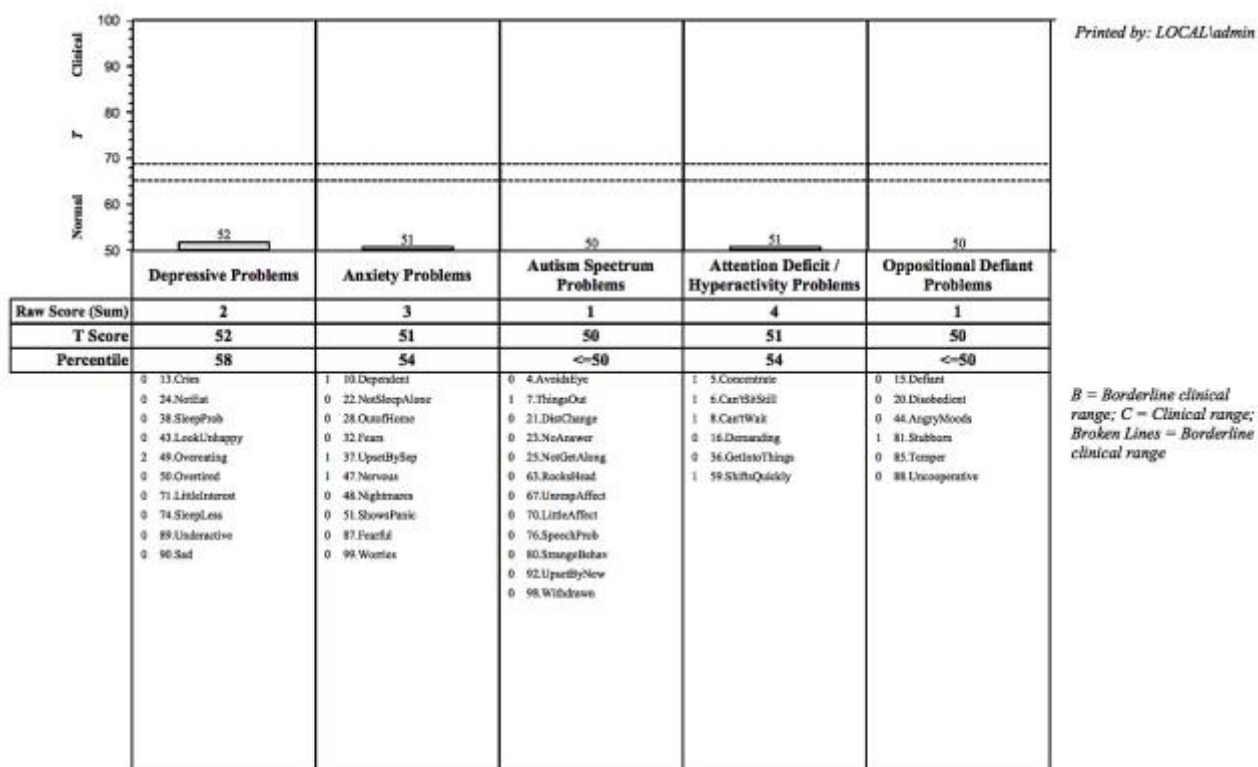 100
Printed by: LOCAL\admin
Clinical
90
80
T
70
Normal
60
52
51
50
51
50
50
Depressive Problems
Anxiety Problems
Autism Spectrum
Problems
Attention Deficit /
Hyperactivity Problems
Oppositional Defiant
Problems
Raw Score (Sum) 2 3 1 4 1
T Score 52 51 50 51 50
Percentile 58 54 <=50 54 <=50
0 13.Cries
0 24.NotEat
0 38.SleepProb
0 43.LookUnhappy
2 49.Overeating
0 50.Overtired
0 71.LittleInterest
0 74.SleepLess
0 89.Underactive
0 90.Sad
1 10.Dependent
0 22.NotSleepAlone
0 28.OutofHome
0 32.Fears
1 37.UpsetBySep
1 47.Nervous
0 48.Nightmares
0 51.ShowsPanic
0 87.Fearful
0 99.Worries
0 4.AvoidsEye
1 7.ThingsOut
0 21.DistChange
0 23.NoAnswer
0 25.NotGetAlong
0 63.RocksHead
0 67.UnrespAffect
0 70.LittleAffect
0 76.SpeechProb
0 80.StrangeBehav
0 92.UpsetByNew
0 98.Withdrawn
1 5.Concentrate
1 6.Can'tSitStill
1 8.Can'tWait
0 16.Demanding
0 36.GetIntoThings
1 59.ShiftsQuickly
0 15.Defiant
0 20.Disobedient
0 44.AngryMoods
1 81.Stubborn
0 85.Temper
0 88.Uncooperative
B = Borderline clinical
range; C = Clinical range;
Broken Lines = Borderline
clinical range